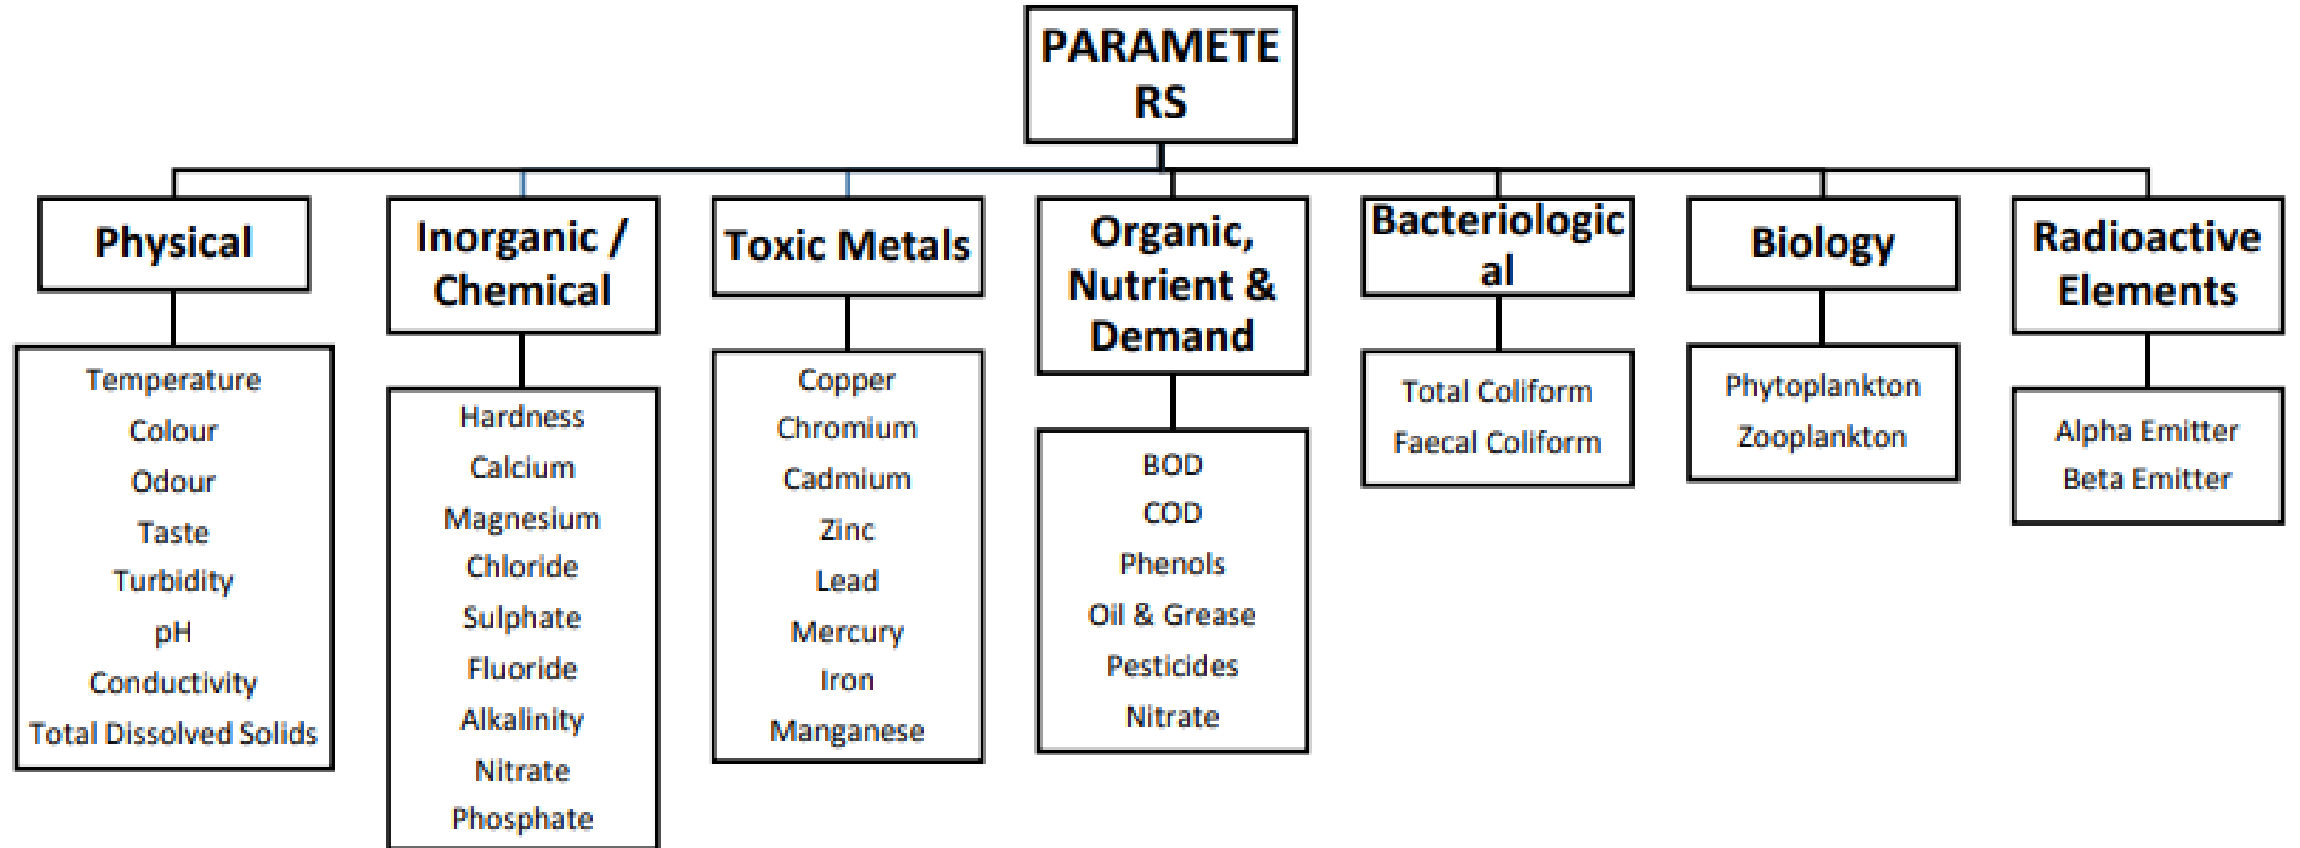 PARAMETE
RS
Physical
Temperature
Colour
Odour
Taste
Turbidity
pH
Conductivity
Total Dissolved Solids
Inorganic /
Chemical
Hardness
Calcium
Magnesium
Chloride
Sulphate
Fluoride
Alkalinity
Nitrate
Phosphate
Toxic Metals
Copper
Chromium
Cadmium
Zinc
Lead
Mercury
Iron
Manganese
Organic,
Nutrient &
Demand
BOD
COD
Phenols
Oil & Grease
Pesticides
Nitrate
Bacteriologic
al
Total Coliform
Faecal Coliform
Biology
Phytoplankton
Zooplankton
Radioactive
Elements
Alpha Emitter
Beta Emitter